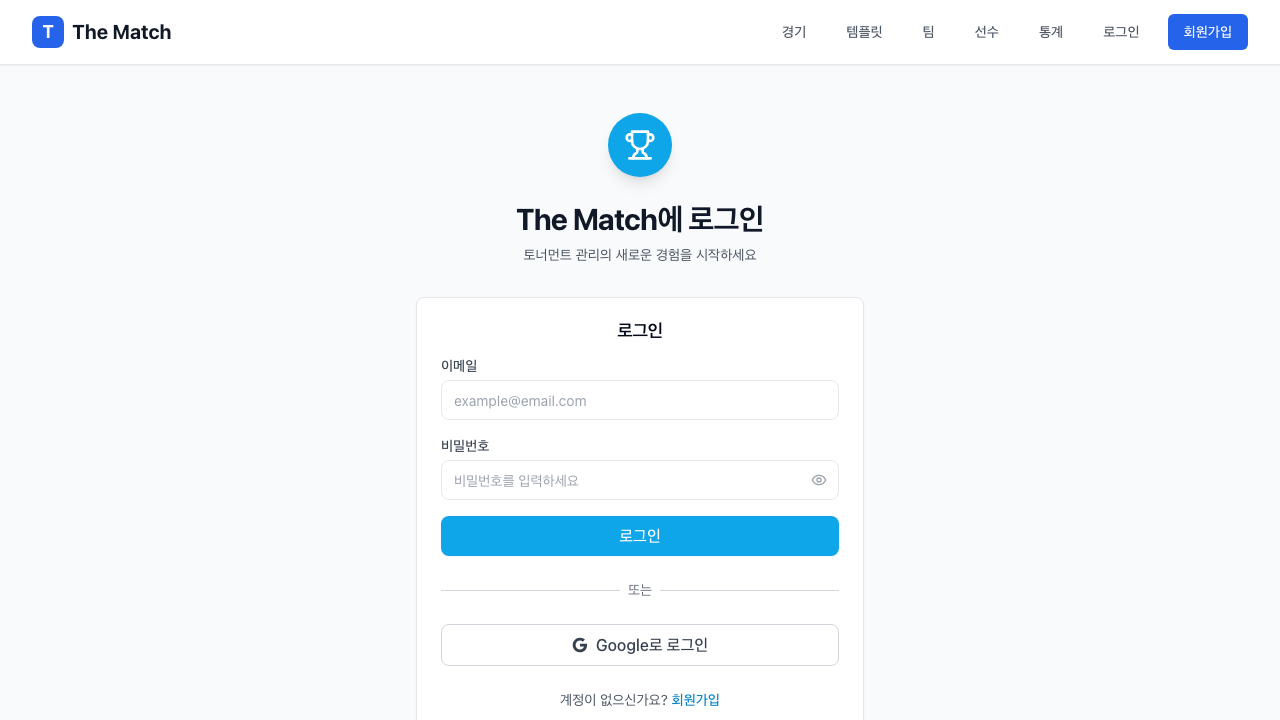 T The Match 경기 템플릿 팀 선수 통계 로그인 회원가입
The Match에 로그인
토너먼트 관리의 새로운 경험을 시작하세요
로그인
이메일
example@email.com
비밀번호
비밀번호를 입력하세요
로그인
또는
G Google로 로그인
계정이 없으신가요? 회원가입